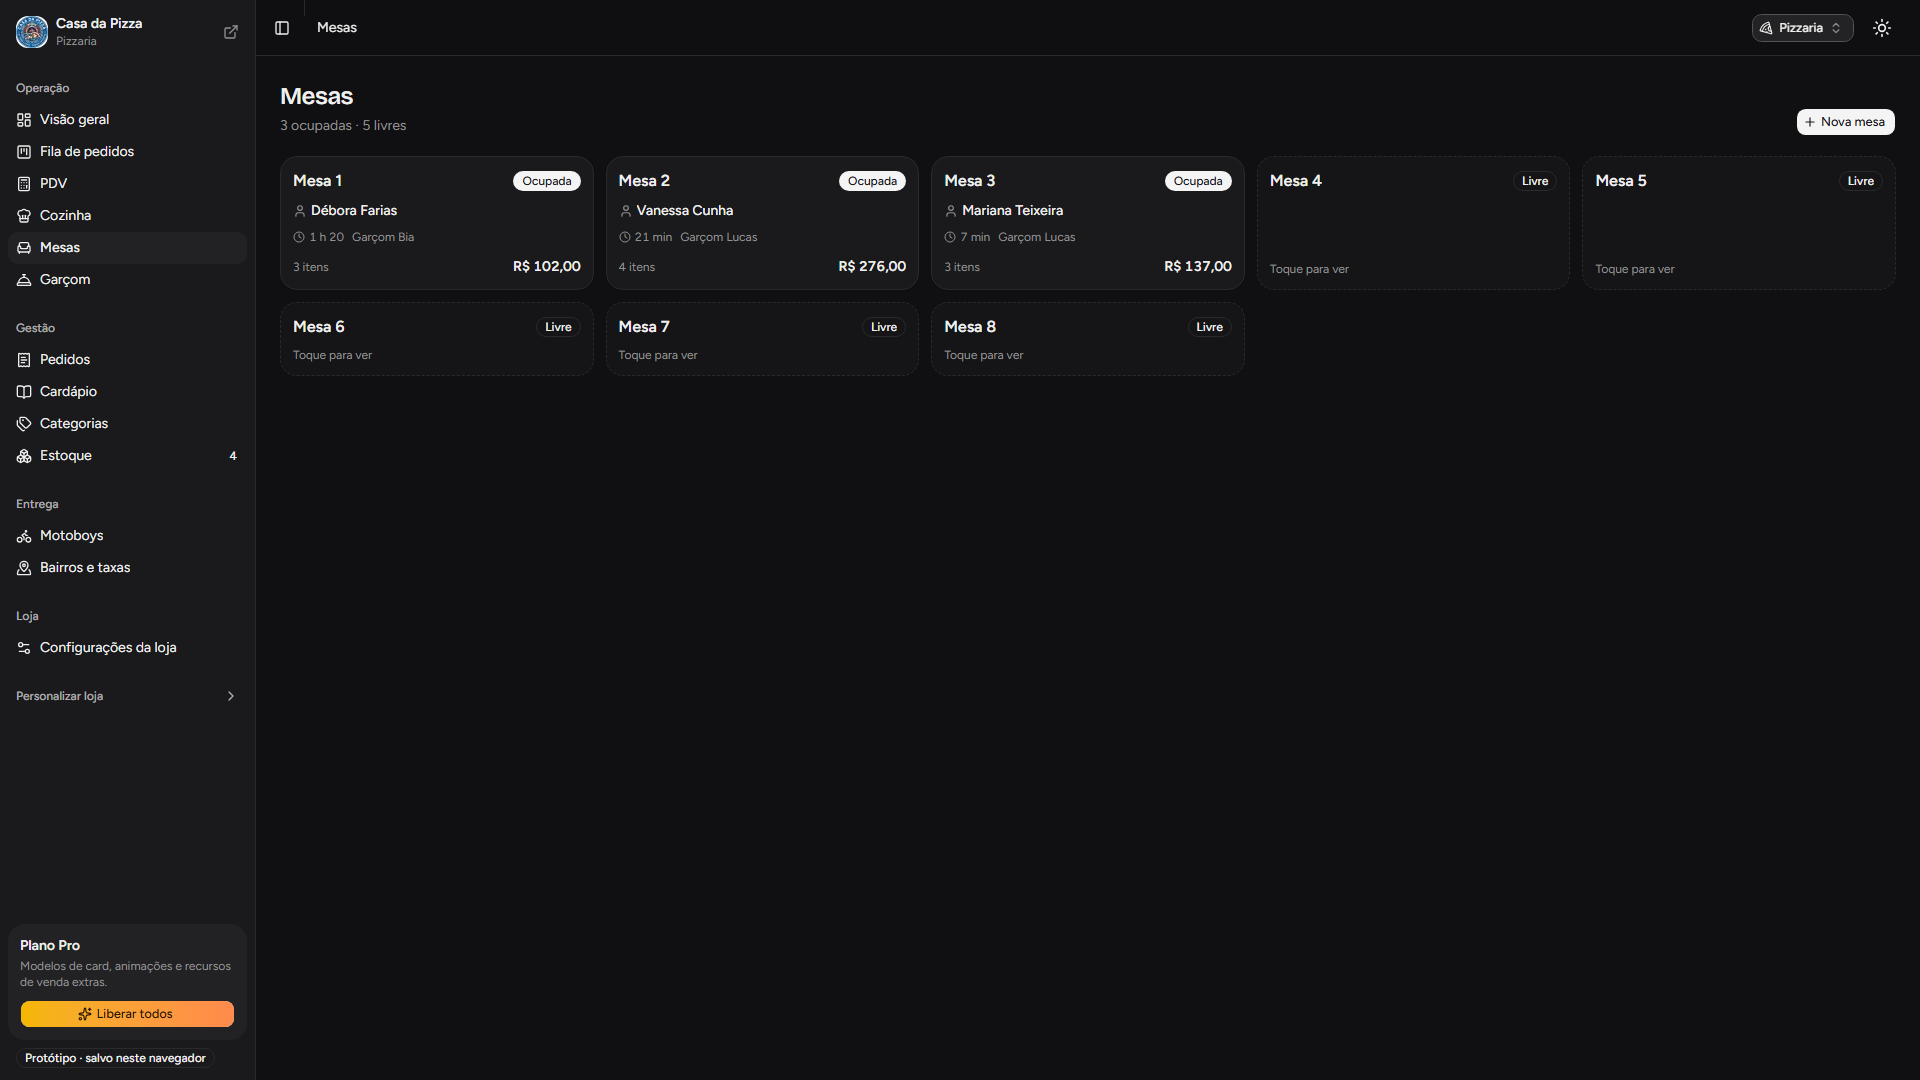 Casa da Pizza
Pizzaria
Operação
Visão geral
Fila de pedidos
PDV
Cozinha
Mesas
Garçom
Gestão
Pedidos
Cardápio
Categorias
Estoque 4
Entrega
Motoboys
Bairros e taxas
Loja
Configurações da loja
Personalizar loja
Plano Pro
Modelos de card, animações e recursos
de venda extras.
Liberar todos
Protótipo · salvo neste navegador
Mesas
Pizzaria
Mesas
3 ocupadas · 5 livres
Nova mesa
Mesa 1 Ocupada
Débora Farias
1 h 20 Garçom Bia
3 itens R$ 102,00
Mesa 2 Ocupada
Vanessa Cunha
21 min Garçom Lucas
4 itens R$ 276,00
Mesa 3 Ocupada
Mariana Teixeira
7 min Garçom Lucas
3 itens R$ 137,00
Mesa 4 Livre
Toque para ver
Mesa 5 Livre
Toque para ver
Mesa 6 Livre
Toque para ver
Mesa 7 Livre
Toque para ver
Mesa 8 Livre
Toque para ver